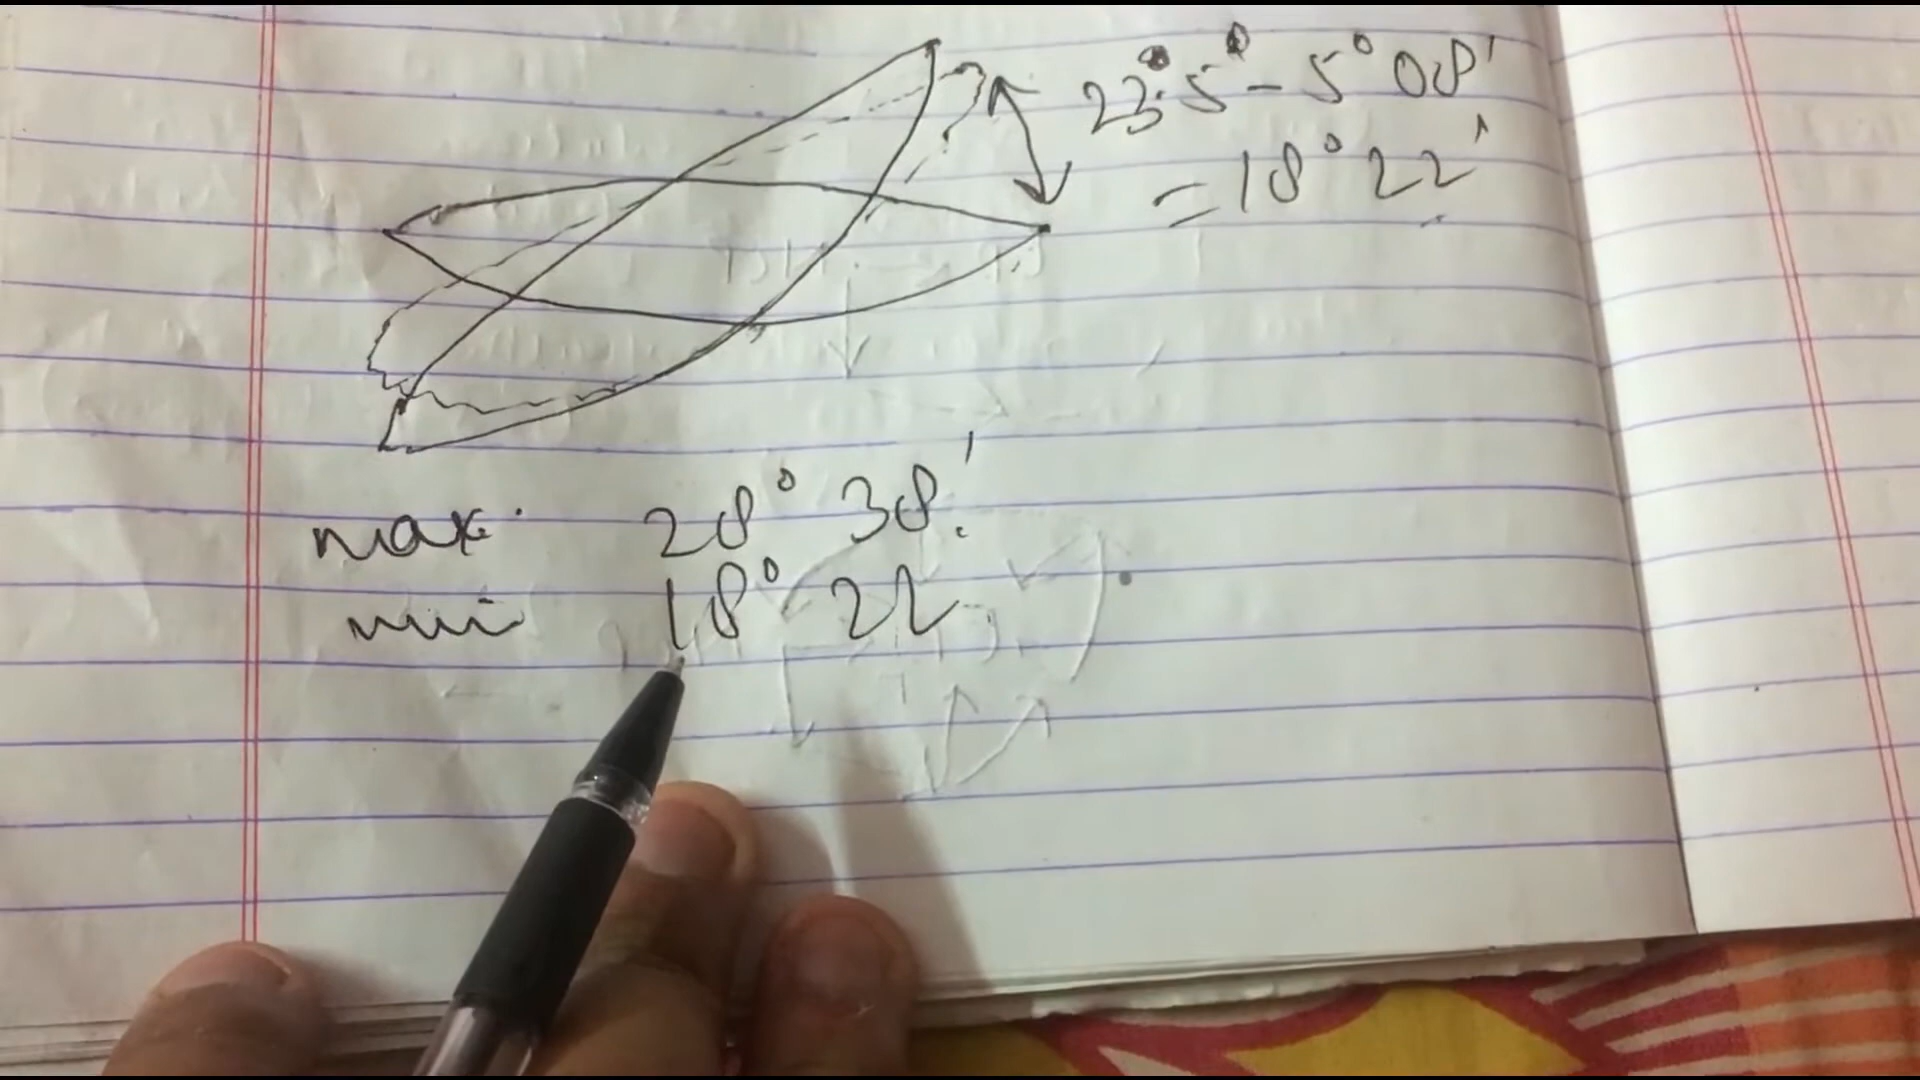 23.5° - 5° 08'
= 18° 22'
max. 28° 38'
min 18° 22